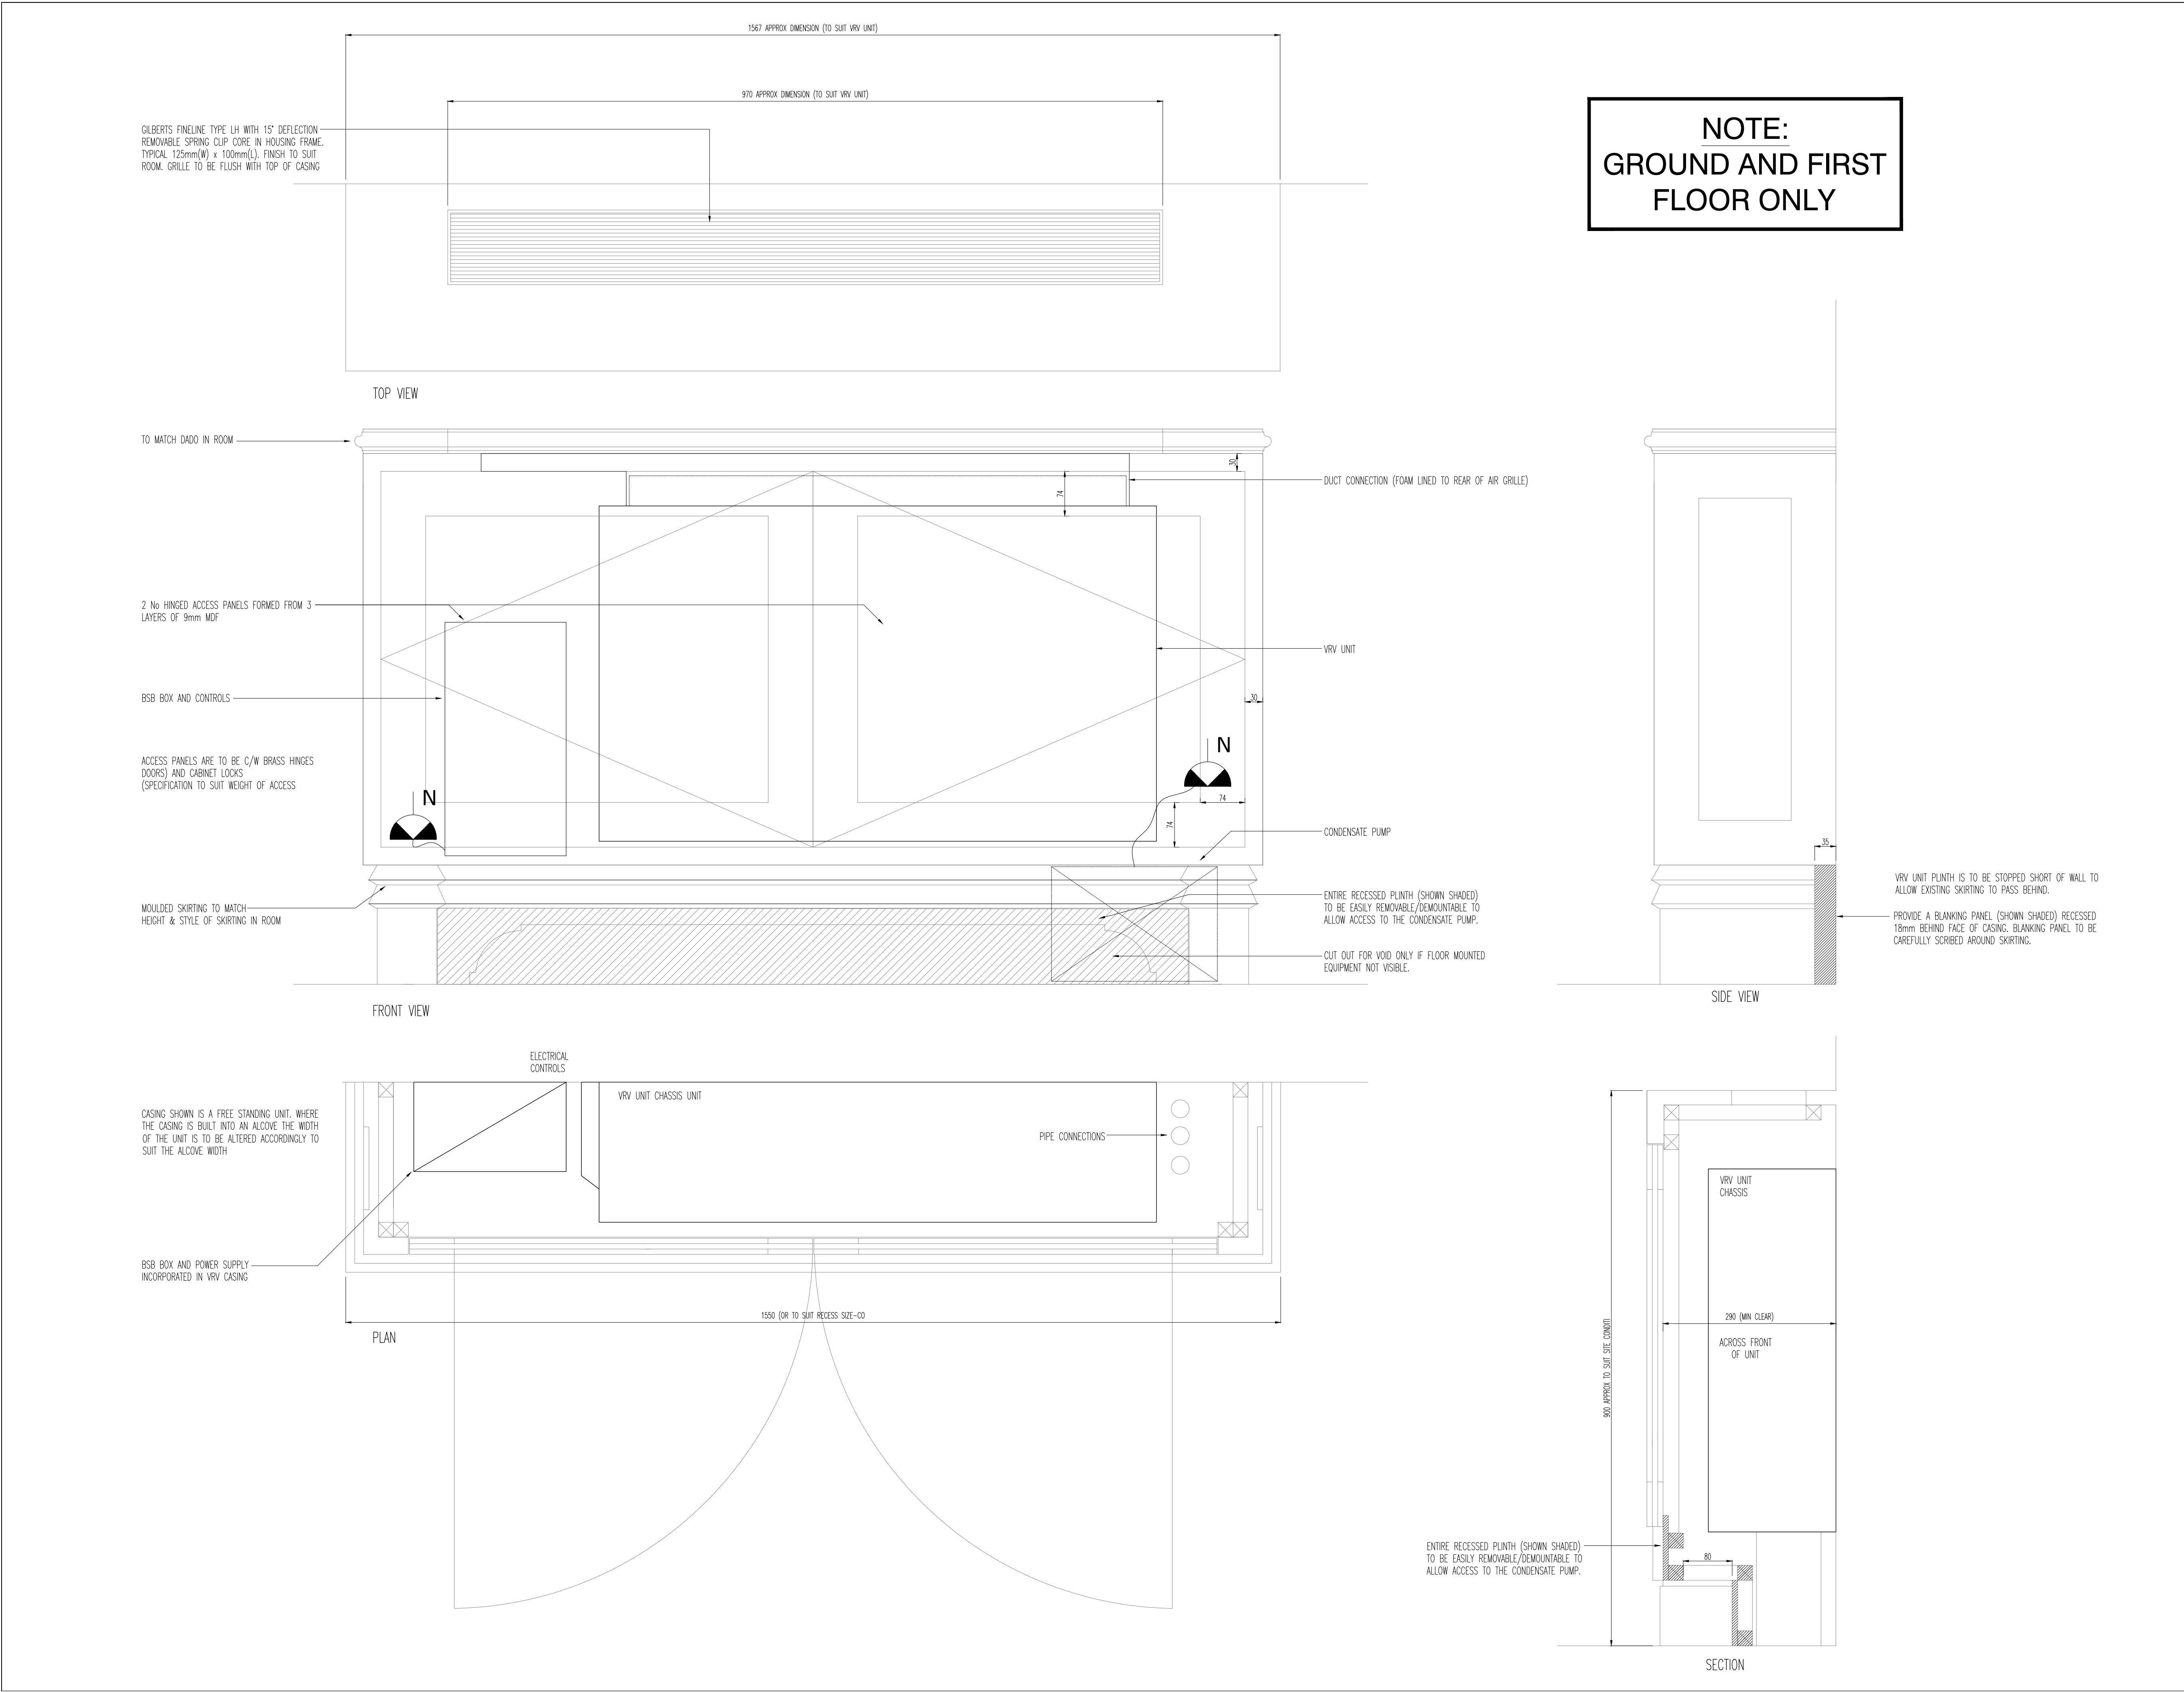 1567 APPROX DIMENSION (TO SUIT VRV UNIT)
970 APPROX DIMENSION (TO SUIT VRV UNIT)
GILBERTS FINELINE TYPE LH WITH 15° DEFLECTION
REMOVABLE SPRING CLIP CORE IN HOUSING FRAME.
TYPICAL 125mm(W) x 100mm(L). FINISH TO SUIT
ROOM. GRILLE TO BE FLUSH WITH TOP OF CASING
NOTE:
GROUND AND FIRST
FLOOR ONLY
TOP VIEW
TO MATCH DADO IN ROOM
30
74
DUCT CONNECTION (FOAM LINED TO REAR OF AIR GRILLE)
2 No HINGED ACCESS PANELS FORMED FROM 3
LAYERS OF 9mm MDF
VRV UNIT
BSB BOX AND CONTROLS
30
ACCESS PANELS ARE TO BE C/W BRASS HINGES
DOORS) AND CABINET LOCKS
(SPECIFICATION TO SUIT WEIGHT OF ACCESS
N
N
74
74
CONDENSATE PUMP
35
MOULDED SKIRTING TO MATCH
HEIGHT & STYLE OF SKIRTING IN ROOM
ENTIRE RECESSED PLINTH (SHOWN SHADED)
TO BE EASILY REMOVABLE/DEMOUNTABLE TO
ALLOW ACCESS TO THE CONDENSATE PUMP.
CUT OUT FOR VOID ONLY IF FLOOR MOUNTED
EQUIPMENT NOT VISIBLE.
VRV UNIT PLINTH IS TO BE STOPPED SHORT OF WALL TO
ALLOW EXISTING SKIRTING TO PASS BEHIND.
PROVIDE A BLANKING PANEL (SHOWN SHADED) RECESSED
18mm BEHIND FACE OF CASING. BLANKING PANEL TO BE
CAREFULLY SCRIBED AROUND SKIRTING.
FRONT VIEW
SIDE VIEW
ELECTRICAL
CONTROLS
VRV UNIT CHASSIS UNIT
CASING SHOWN IS A FREE STANDING UNIT. WHERE
THE CASING IS BUILT INTO AN ALCOVE THE WIDTH
OF THE UNIT IS TO BE ALTERED ACCORDINGLY TO
SUIT THE ALCOVE WIDTH
PIPE CONNECTIONS
BSB BOX AND POWER SUPPLY
INCORPORATED IN VRV CASING
1550 (OR TO SUIT RECESS SIZE-CO
PLAN
VRV UNIT
CHASSIS
290 (MIN CLEAR)
ACROSS FRONT
OF UNIT
900 APPROX TO SUIT SITE CONDITI
ENTIRE RECESSED PLINTH (SHOWN SHADED)
TO BE EASILY REMOVABLE/DEMOUNTABLE TO
ALLOW ACCESS TO THE CONDENSATE PUMP.
80
SECTION